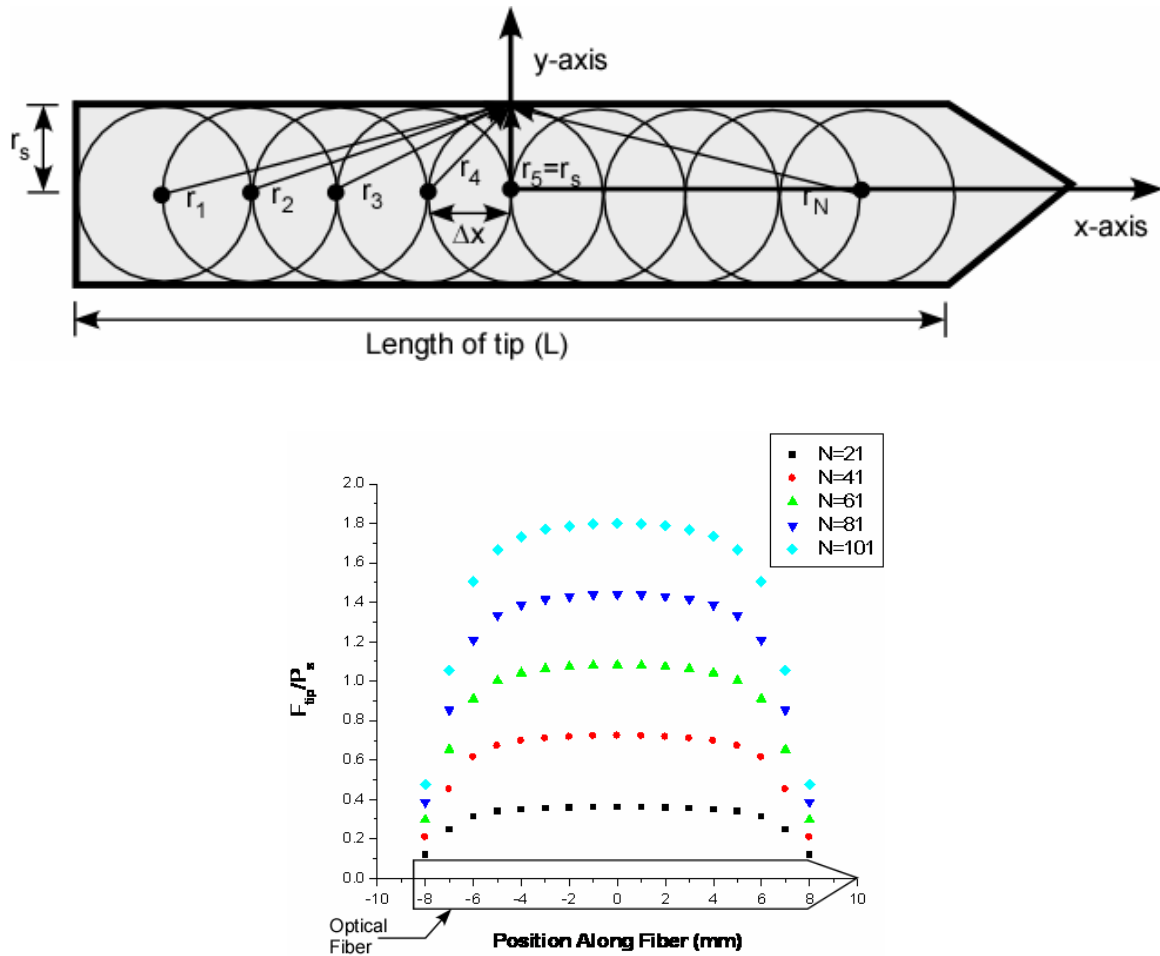 y-axis
r_s
r_1
r_2
r_3
r_4
r_5=r_s
r_N
Δx
x-axis
Length of tip (L)
N=21
N=41
N=61
N=81
N=101
2.0
1.8
1.6
1.4
1.2
1.0
0.8
0.6
0.4
0.2
0.0
F_tip/P_s
-10 -8 -6 -4 -2 0 2 4 6 8 10
Optical
Fiber
Position Along Fiber (mm)